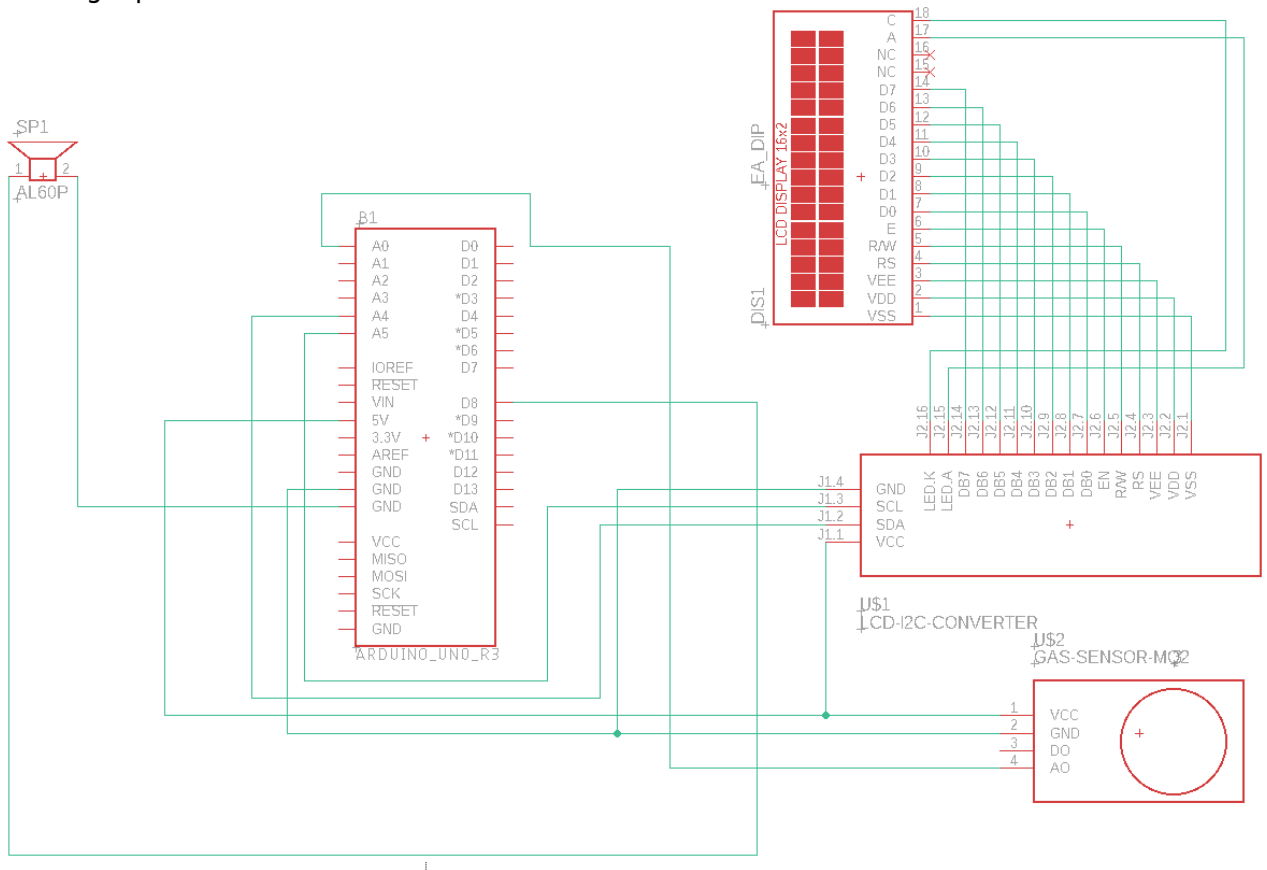 SP1
1 2
AL60P
B1
A0 D0
A1 D1
A2 D2
A3 *D3
A4 D4
A5 *D5
*D6
IOREF D7
RESET
VIN D8
5V *D9
3.3V *D10
AREF *D11
GND D12
GND D13
GND SDA
SCL
VCC
MISO
MOSI
SCK
RESET
GND
ARDUINO_UNO_R3
EA_DIP
LCD DISPLAY 16x2
DIS1
C 18
A 17
NC 16
NC 15
D7 14
D6 13
D5 12
D4 11
D3 10
D2 9
D1 8
D0 7
E 6
R/W 5
RS 4
VEE 3
VDD 2
VSS 1
J2.16 J2.15 J2.14 J2.13 J2.12 J2.11 J2.10 J2.9 J2.8 J2.7 J2.6 J2.5 J2.4 J2.3 J2.2 J2.1
LED.K LED.A DB7 DB6 DB5 DB4 DB3 DB2 DB1 DB0 EN R/W RS VEE VDD VSS
J1.4 GND
J1.3 SCL
J1.2 SDA
J1.1 VCC
U$1
LCD-I2C-CONVERTER
U$2
1 VCC
2 GND
3 DO
4 AO